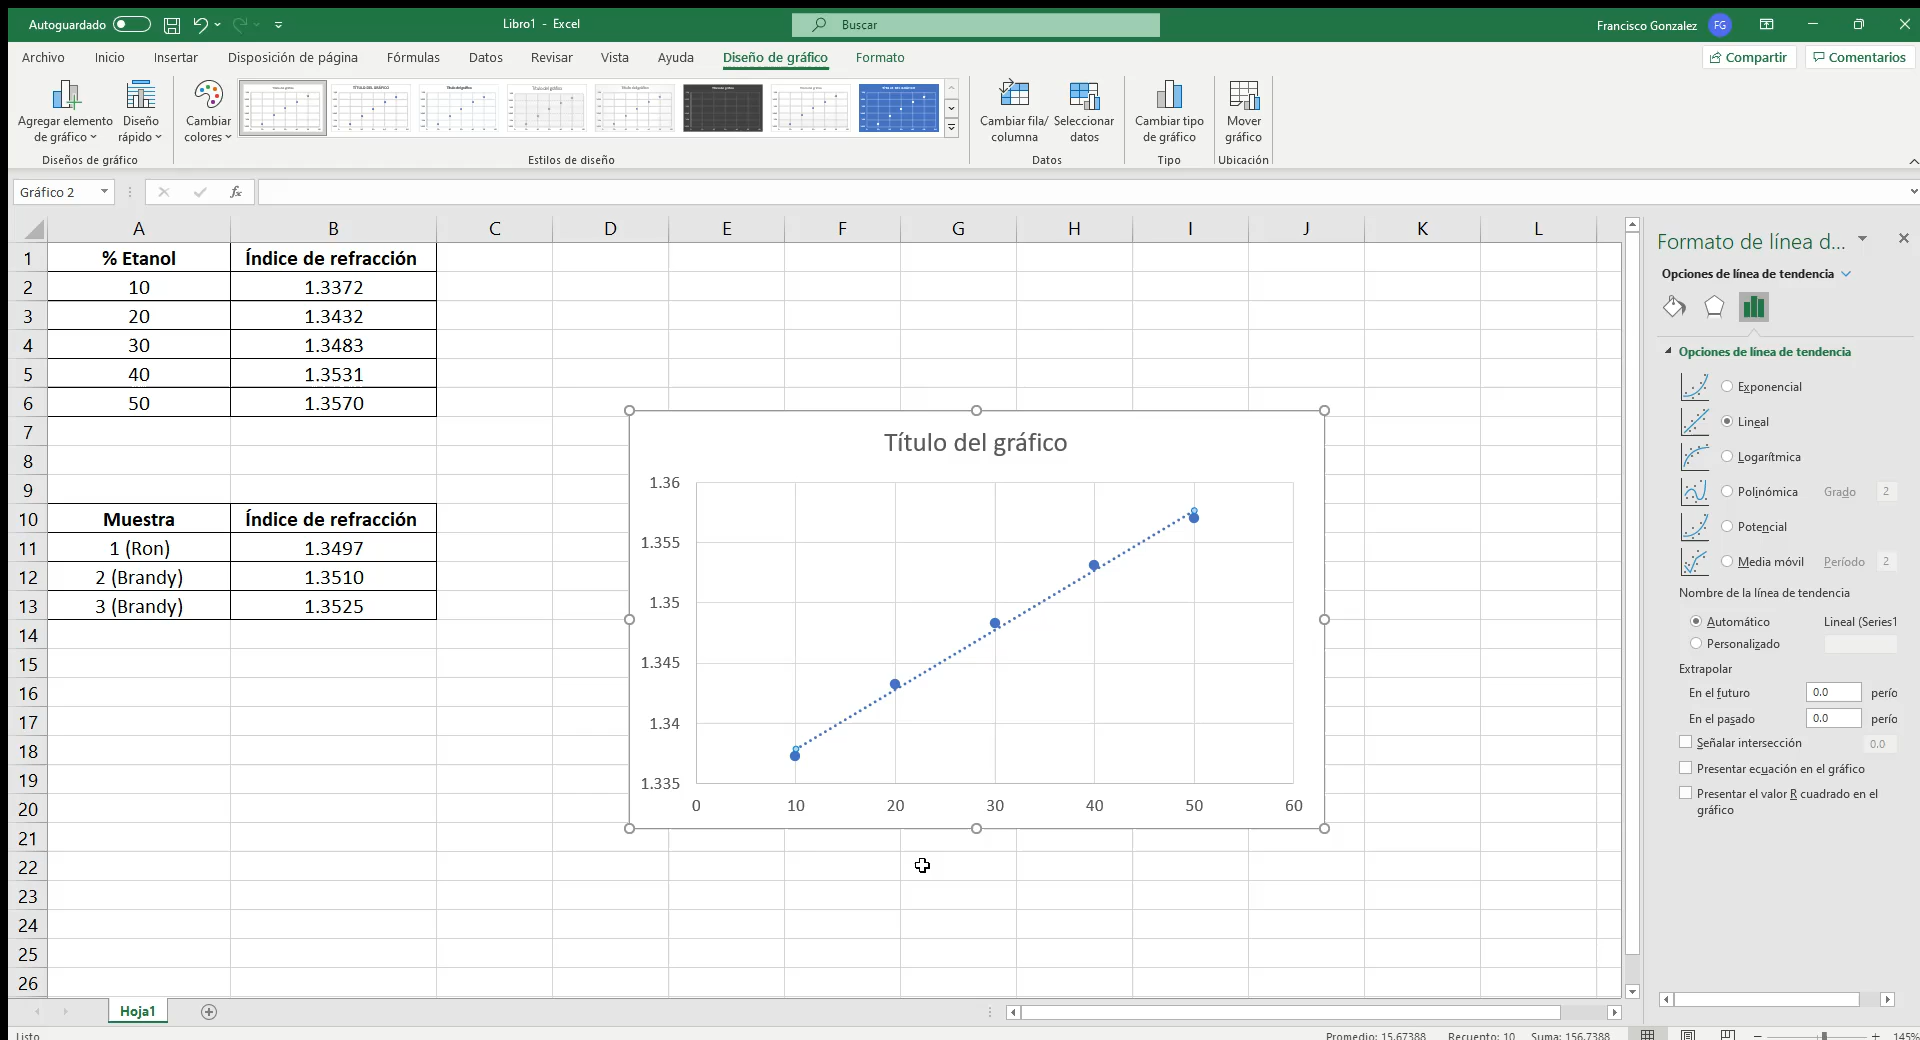 Autoguardado
Libro1 - Excel
Buscar
Francisco Gonzalez FG
Archivo Inicio Insertar Disposición de página Fórmulas Datos Revisar Vista Ayuda Diseño de gráfico Formato
Compartir Comentarios
Agregar elemento de gráfico
Diseño rápido
Cambiar colores
Cambiar fila/ columna
Seleccionar datos
Cambiar tipo de gráfico
Mover gráfico
Diseños de gráfico Estilos de diseño Datos Tipo Ubicación
Gráfico 2 fx
A B C D E F G H I J K L
1 % Etanol Índice de refracción
2 10 1.3372
3 20 1.3432
4 30 1.3483
5 40 1.3531
6 50 1.3570
7
8
9
10 Muestra Índice de refracción
11 1 (Ron) 1.3497
12 2 (Brandy) 1.3510
13 3 (Brandy) 1.3525
14
15
16
17
18
19
20
21
22
23
24
25
26
Título del gráfico
1.36
1.355
1.35
1.345
1.34
1.335
0 10 20 30 40 50 60
Formato de línea d...
Opciones de línea de tendencia
Opciones de línea de tendencia
Exponencial
Lineal
Logarítmica
Polinómica Grado 2
Potencial
Media móvil Período 2
Nombre de la línea de tendencia
Automático Lineal (Series1
Personalizado
Extrapolar
En el futuro 0.0 perío
En el pasado 0.0 perío
Señalar intersección 0.0
Presentar ecuación en el gráfico
Presentar el valor R cuadrado en el
gráfico
Hoja1
Listo
Promedio: 15.67388 Recuento: 10 Suma: 156.7388 145%